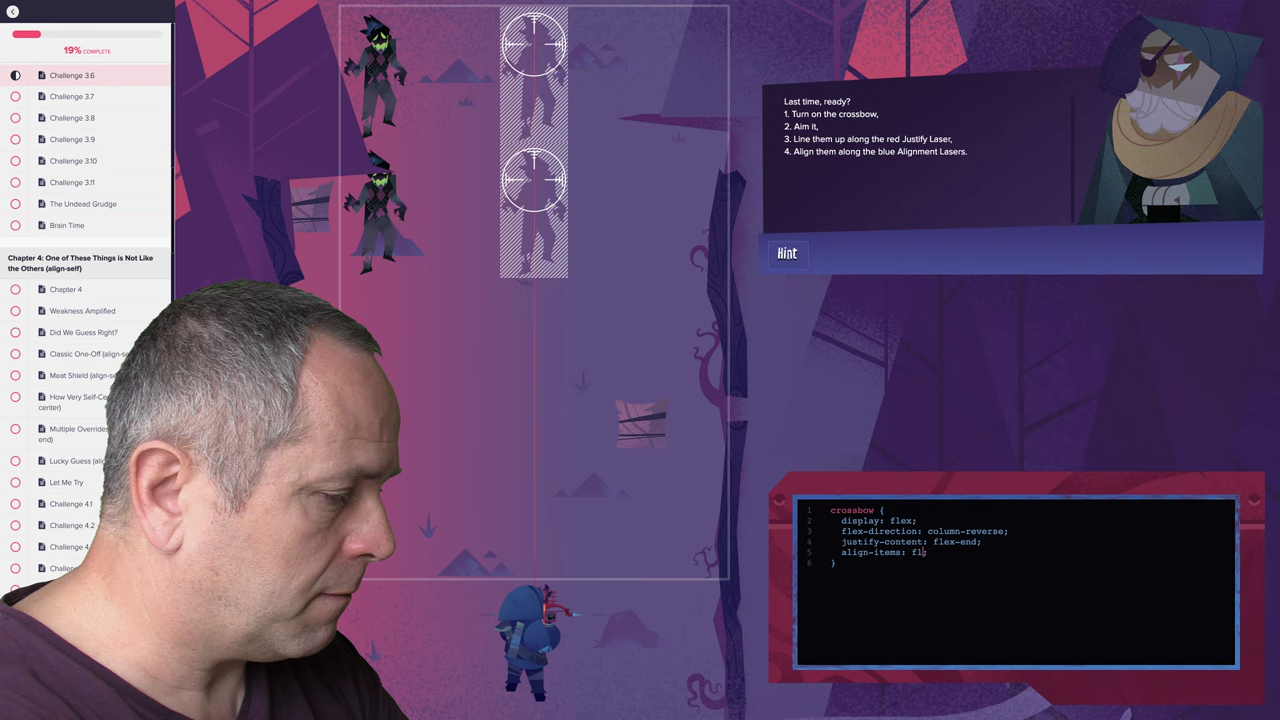 19% COMPLETE
Challenge 3.6
Challenge 3.7
Challenge 3.8
Challenge 3.9
Challenge 3.10
Challenge 3.11
The Undead Grudge
Brain Time
Chapter 4: One of These Things is Not Like
the Others (align-self)
Chapter 4
Weakness Amplified
Did We Guess Right?
Classic One-Off (align-se
Meat Shield (align-se
How Very Self-Ce
center)
Multiple Overrides
end)
Lucky Guess (alig
Let Me Try
Challenge 4.1
Challenge 4.2
Challenge 4
Challen
Last time, ready?
1. Turn on the crossbow,
2. Aim it,
3. Line them up along the red Justify Laser,
4. Align them along the blue Alignment Lasers.
Hint
1 crossbow {
2 display: flex;
3 flex-direction: column-reverse;
4 justify-content: flex-end;
5 align-items: fl;
6 }